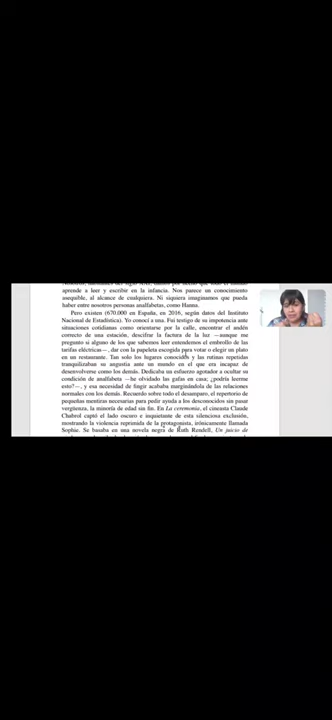 aprende a leer y escribir en la infancia. Nos parece un conocimiento
asequible, al alcance de cualquiera. Ni siquiera imaginamos que pueda
haber entre nosotros personas analfabetas, como Hanna.
Pero existen (670.000 en España, en 2016, según datos del Instituto
Nacional de Estadística). Yo conocí a una. Fui testigo de su impotencia ante
situaciones cotidianas como orientarse por la calle, encontrar el andén
correcto de una estación, descifrar la factura de la luz —aunque me
pregunto si alguno de los que sabemos leer entendemos el embrollo de las
tarifas eléctricas—, dar con la papeleta escogida para votar o elegir un plato
en un restaurante. Tan solo los lugares conocidos y las rutinas repetidas
tranquilizaban su angustia ante un mundo en el que era incapaz de
desenvolverse como los demás. Dedicaba un esfuerzo agotador a ocultar su
condición de analfabeta —he olvidado las gafas en casa; ¿podría leerme
esto?—, y esa necesidad de fingir acababa marginándola de las relaciones
normales con los demás. Recuerdo sobre todo el desamparo, el repertorio de
pequeñas mentiras necesarias para pedir ayuda a los desconocidos sin pasar
vergüenza, la minoría de edad sin fin. En La ceremonia, el cineasta Claude
Chabrol captó el lado oscuro e inquietante de esta silenciosa exclusión,
mostrando la violencia reprimida de la protagonista, irónicamente llamada
Sophie. Se basaba en una novela negra de Ruth Rendell, Un juicio de